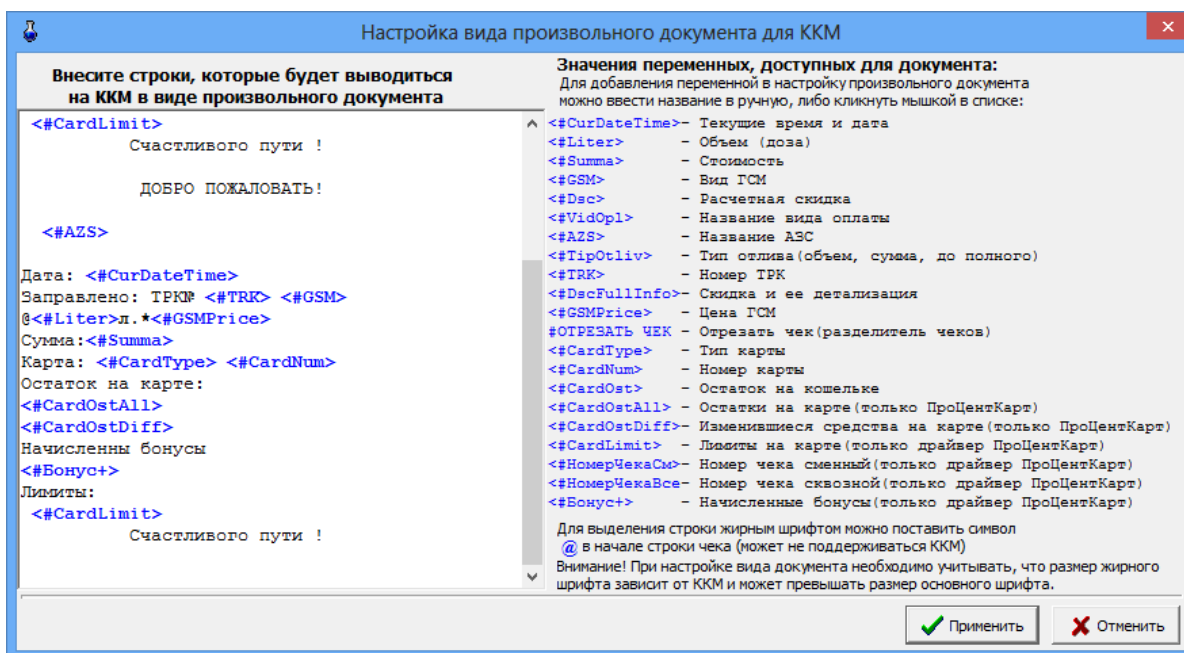 Настройка вида произвольного документа для ККМ
Внесите строки, которые будет выводиться
на ККМ в виде произвольного документа
<#CardLimit>
Счастливого пути !
ДОБРО ПОЖАЛОВАТЬ!
<#AZS>
Дата: <#CurDateTime>
Заправлено: ТРК№ <#TRK> <#GSM>
@<#Liter>л.*<#GSMPrice>
Сумма:<#Summa>
Карта: <#CardType> <#CardNum>
Остаток на карте:
<#CardOstAll>
<#CardOstDiff>
Начисленны бонусы
<#Бонус+>
Лимиты:
<#CardLimit>
Счастливого пути !
Значения переменных, доступных для документа:
Для добавления переменной в настройку произвольного документа
можно ввести название в ручную, либо кликнуть мышкой в списке:
<#CurDateTime>- Текущие время и дата
<#Liter> - Объем (доза)
<#Summa> - Стоимость
<#GSM> - Вид ГСМ
<#Dsc> - Расчетная скидка
<#VidOpl> - Название вида оплаты
<#AZS> - Название АЗС
<#TipOtliv> - Тип отлива(объем, сумма, до полного)
<#TRK> - Номер ТРК
<#DscFullInfo>- Скидка и ее детализация
<#GSMPrice> - Цена ГСМ
#ОТРЕЗАТЬ ЧЕК - Отрезать чек(разделитель чеков)
<#CardType> - Тип карты
<#CardNum> - Номер карты
<#CardOst> - Остаток на кошельке
<#CardOstAll> - Остатки на карте(только ПроЦентКарт)
<#CardOstDiff>- Изменившиеся средства на карте(только ПроЦентКарт)
<#CardLimit> - Лимиты на карте(только драйвер ПроЦентКарт)
<#НомерЧекаСм>- Номер чека сменный(только драйвер ПроЦентКарт)
<#НомерЧекаВсе- Номер чека сквозной(только драйвер ПроЦентКарт)
<#Бонус+> - Начисленные бонусы(только драйвер ПроЦентКарт)
Для выделения строки жирным шрифтом можно поставить символ
@ в начале строки чека (может не поддерживаться ККМ)
Внимание! При настройке вида документа необходимо учитывать, что размер жирного
шрифта зависит от ККМ и может превышать размер основного шрифта.
Применить
Отменить